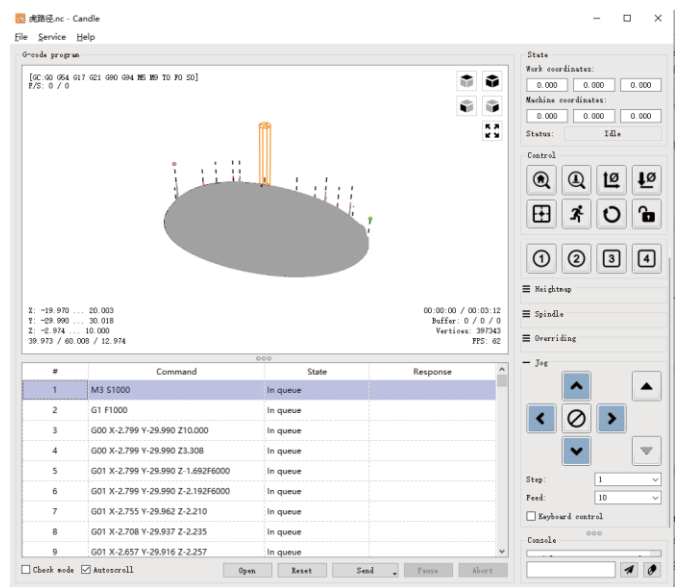 虎路径.nc - Candle
File Service Help
G-code program
[GC:G0 G54 G17 G21 G90 G94 M5 M9 T0 F0 S0]
F/S: 0 / 0
X: -19.970 ... 20.003
Y: -29.990 ... 30.018
Z: -2.974 ... 10.000
39.973 / 60.008 / 12.974
00:00:00 / 00:03:12
Buffer: 0 / 0 / 0
Vertices: 397343
FPS: 62
# Command State Response
1 M3 S1000 In queue
2 G1 F1000 In queue
3 G00 X-2.799 Y-29.990 Z10.000 In queue
4 G00 X-2.799 Y-29.990 Z3.308 In queue
5 G01 X-2.799 Y-29.990 Z-1.692F6000 In queue
6 G01 X-2.799 Y-29.990 Z-2.192F6000 In queue
7 G01 X-2.755 Y-29.962 Z-2.210 In queue
8 G01 X-2.708 Y-29.937 Z-2.235 In queue
9 G01 X-2.657 Y-29.916 Z-2.257 In queue
Check mode Autoscroll Open Reset Send Pause Abort
State
Work coordinates:
0.000 0.000 0.000
Machine coordinates:
0.000 0.000 0.000
Status: Idle
Control
1 2 3 4
Heightmap
Spindle
Overriding
Jog
Step: 1
Feed: 10
Keyboard control
Console